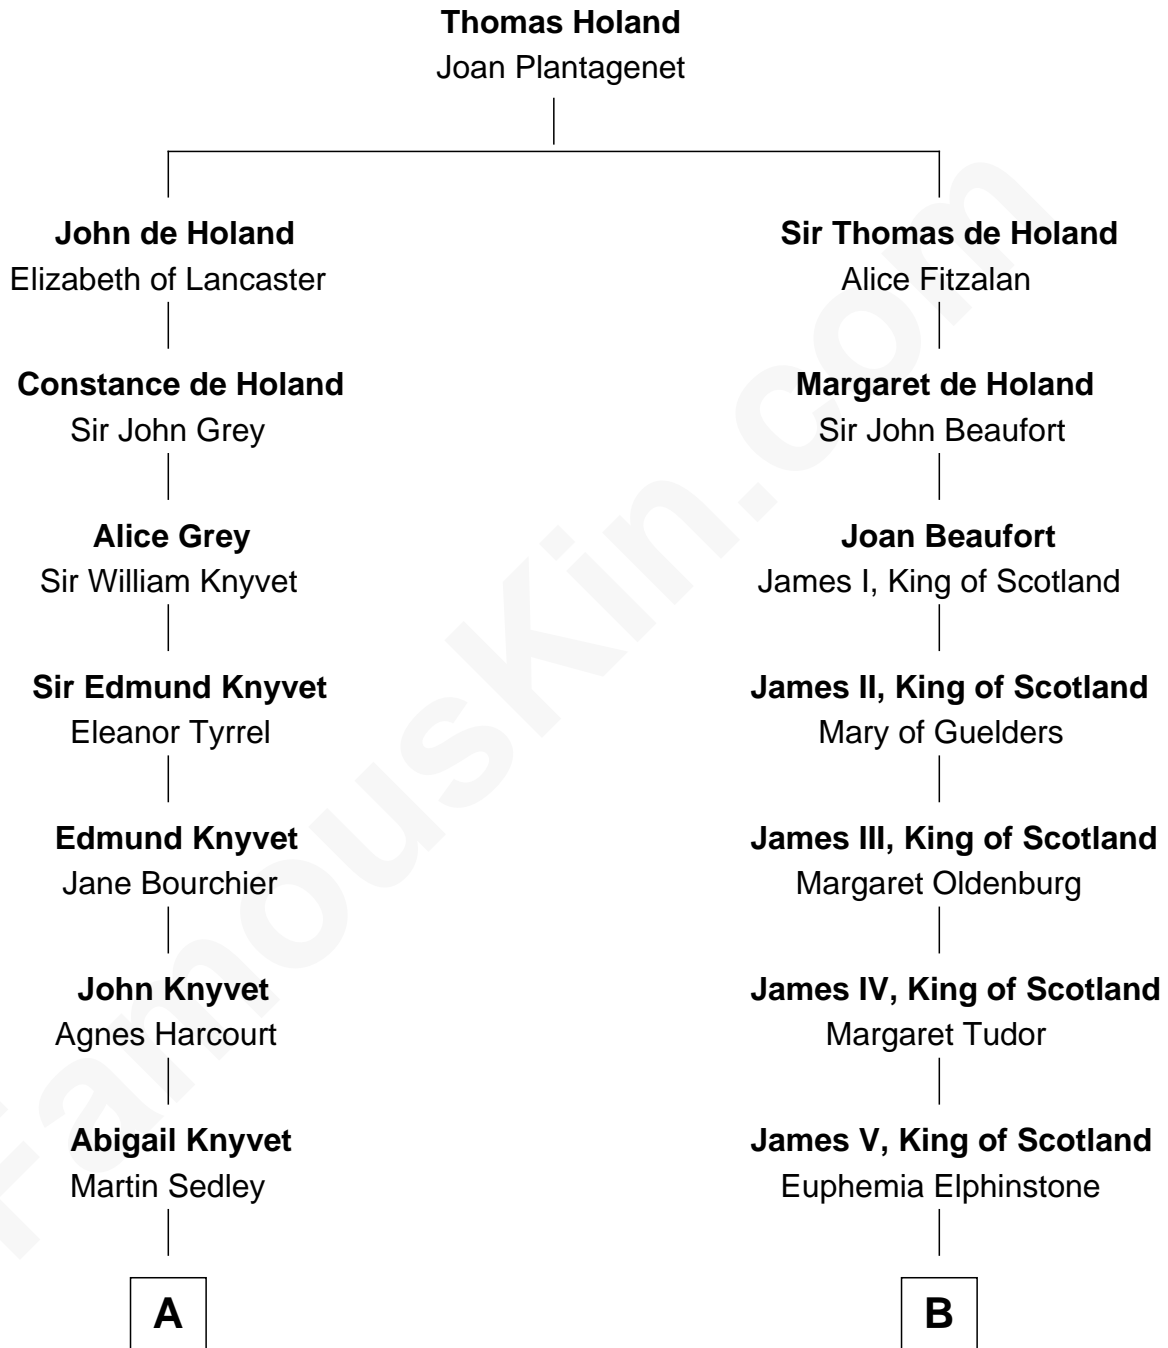 Thomas Holand
Joan Plantagenet
John de Holand
Elizabeth of Lancaster
Sir Thomas de Holand
Alice Fitzalan
Constance de Holand
Sir John Grey
Margaret de Holand
Sir John Beaufort
Alice Grey
Sir William Knyvet
Joan Beaufort
James I, King of Scotland
Sir Edmund Knyvet
Eleanor Tyrrel
James II, King of Scotland
Mary of Guelders
Edmund Knyvet
Jane Bourchier
James III, King of Scotland
Margaret Oldenburg
John Knyvet
Agnes Harcourt
James IV, King of Scotland
Margaret Tudor
Abigail Knyvet
Martin Sedley
James V, King of Scotland
Euphemia Elphinstone
A
B
FamousKin.com